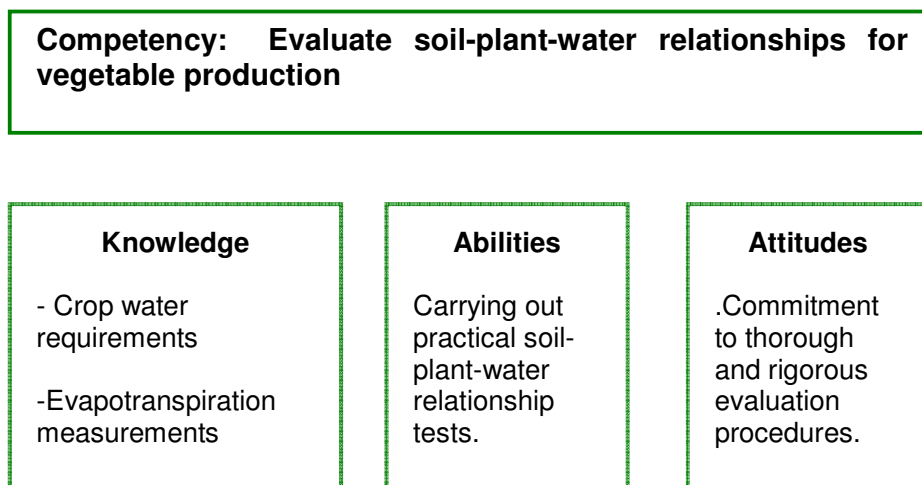 Competency: Evaluate soil-plant-water relationships for
vegetable production
Knowledge
- Crop water
requirements
-Evapotranspiration
measurements
Abilities
Carrying out
practical soil-
plant-water
relationship
tests.
Attitudes
.Commitment
to thorough
and rigorous
evaluation
procedures.